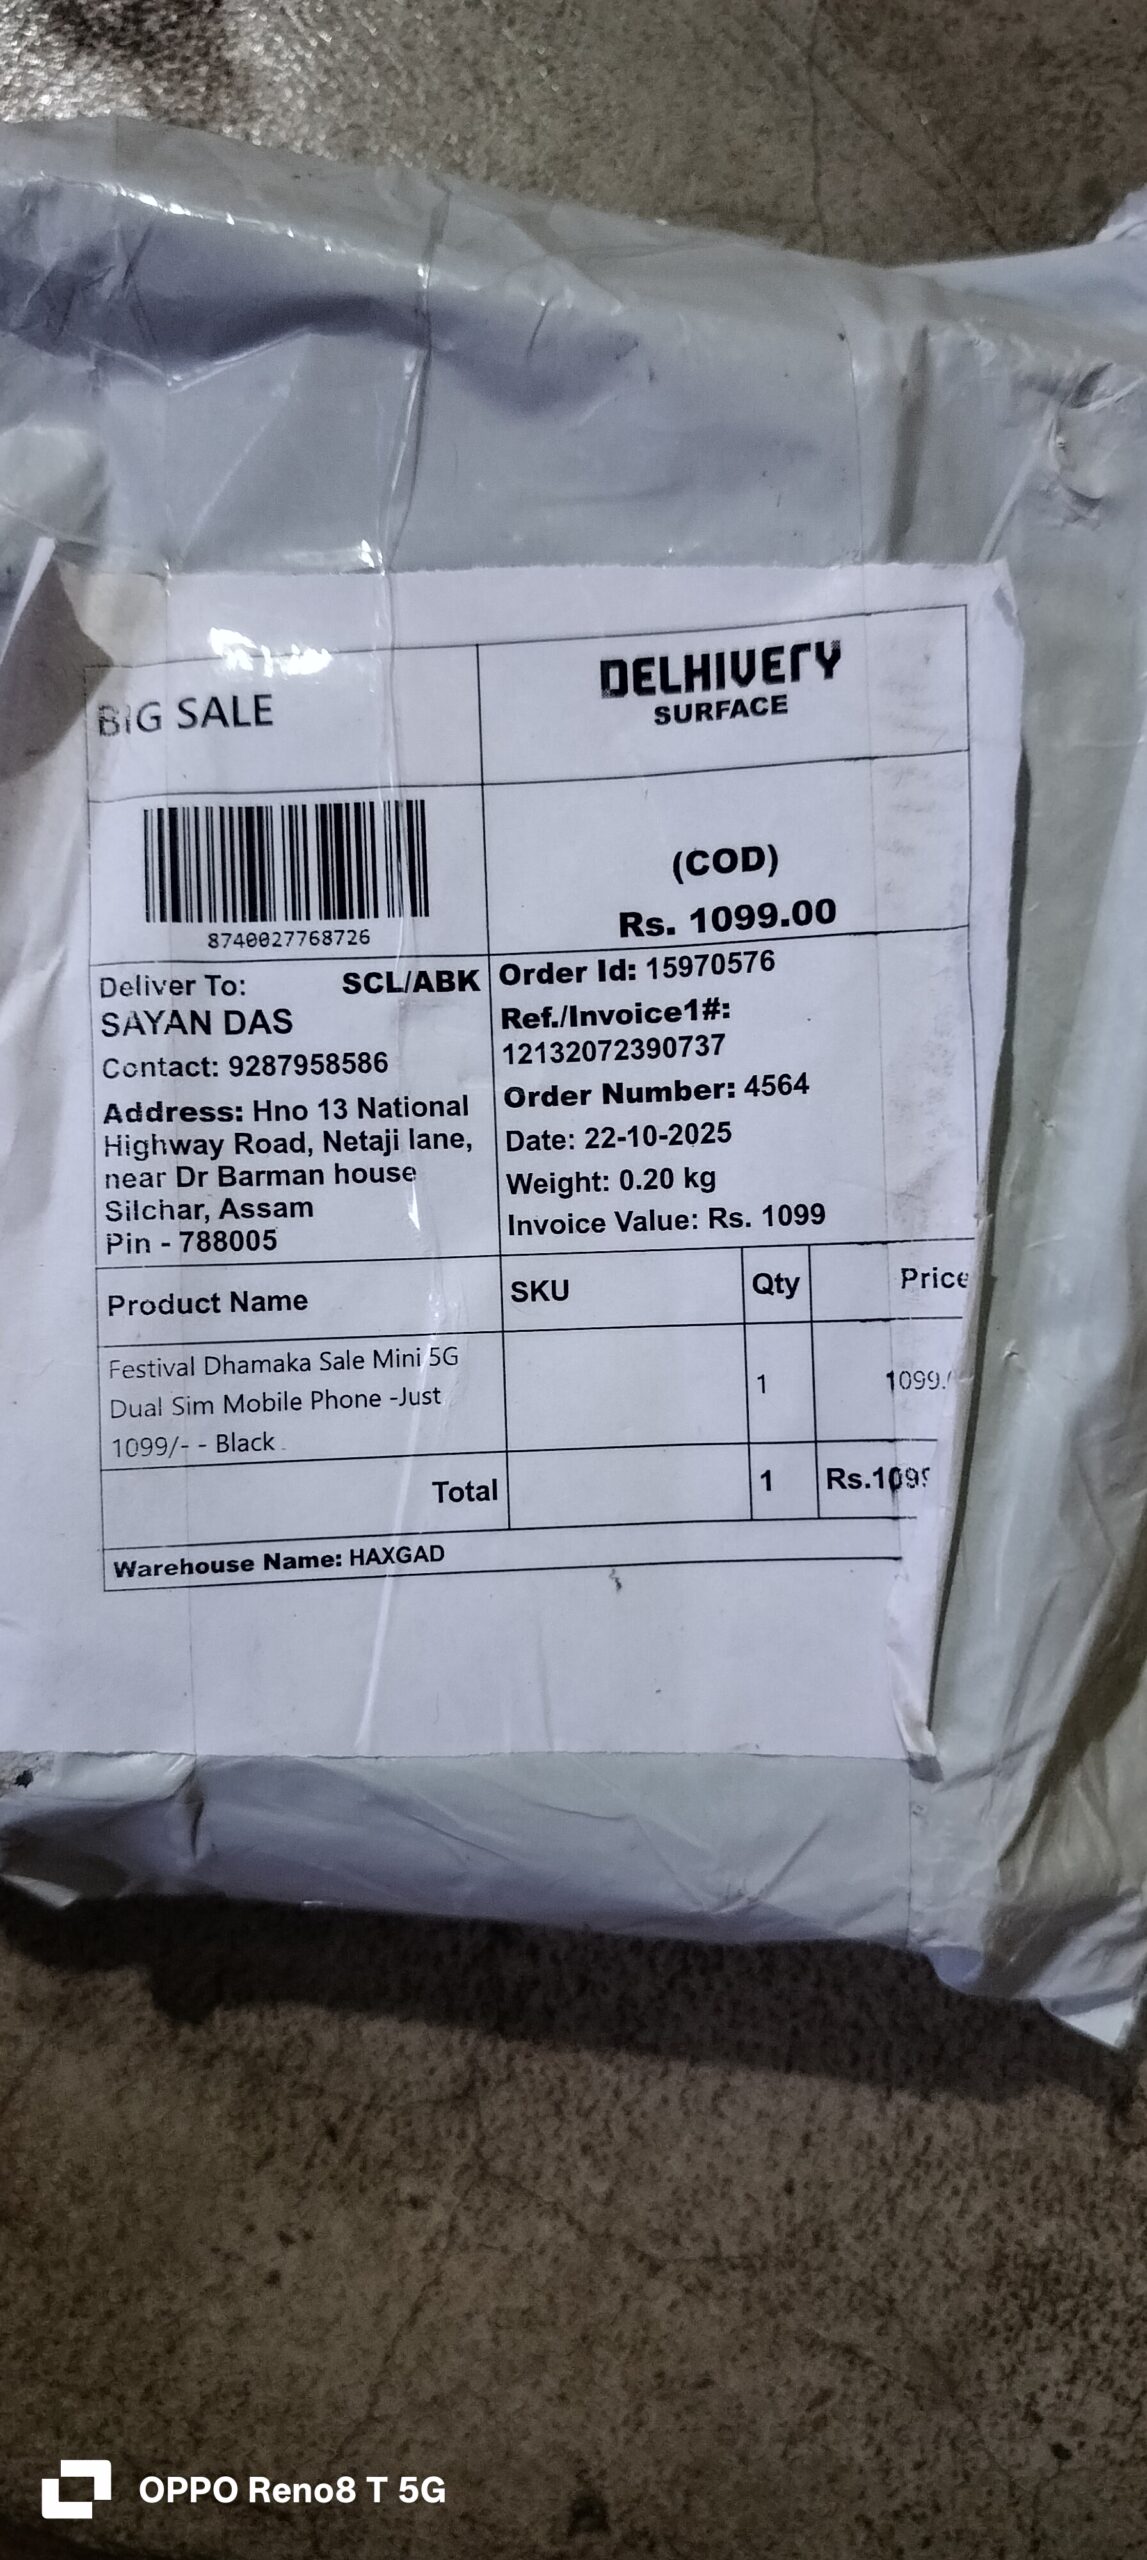 BIG SALE
DELHIVERY
SURFACE
8740027768726
(COD)
Rs. 1099.00
Deliver To: SCL/ABK
SAYAN DAS
Contact: 9287958586
Address: Hno 13 National
Highway Road, Netaji lane,
near Dr Barman house
Silchar, Assam
Pin - 788005
Order Id: 15970576
Ref./Invoice1#:
12132072390737
Order Number: 4564
Date: 22-10-2025
Weight: 0.20 kg
Invoice Value: Rs. 1099
Product Name SKU Qty Price
Festival Dhamaka Sale Mini 5G
Dual Sim Mobile Phone -Just
1099/- - Black
1 1099./
Total 1 Rs.1099
Warehouse Name: HAXGAD
OPPO Reno8 T 5G